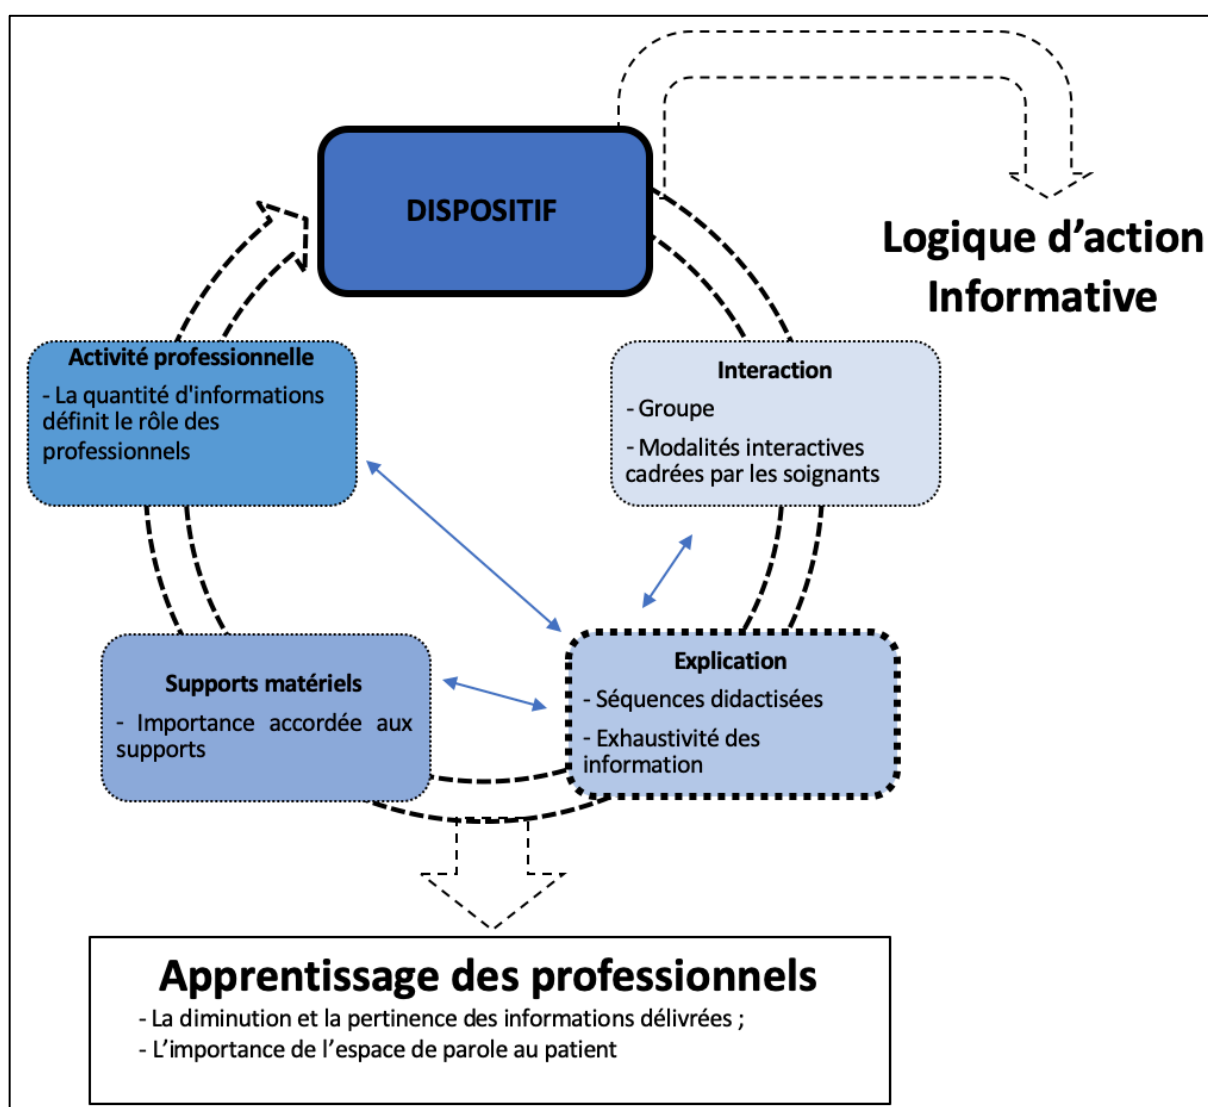 DISPOSITIF
Logique d’action
Informative
Activité professionnelle
- La quantité d'informations
définit le rôle des
professionnels
Interaction
- Groupe
- Modalités interactives
cadrées par les soignants
Supports matériels
- Importance accordée aux
supports
Explication
- Séquences didactisées
- Exhaustivité des
information
Apprentissage des professionnels
- La diminution et la pertinence des informations délivrées ;
- L’importance de l’espace de parole au patient